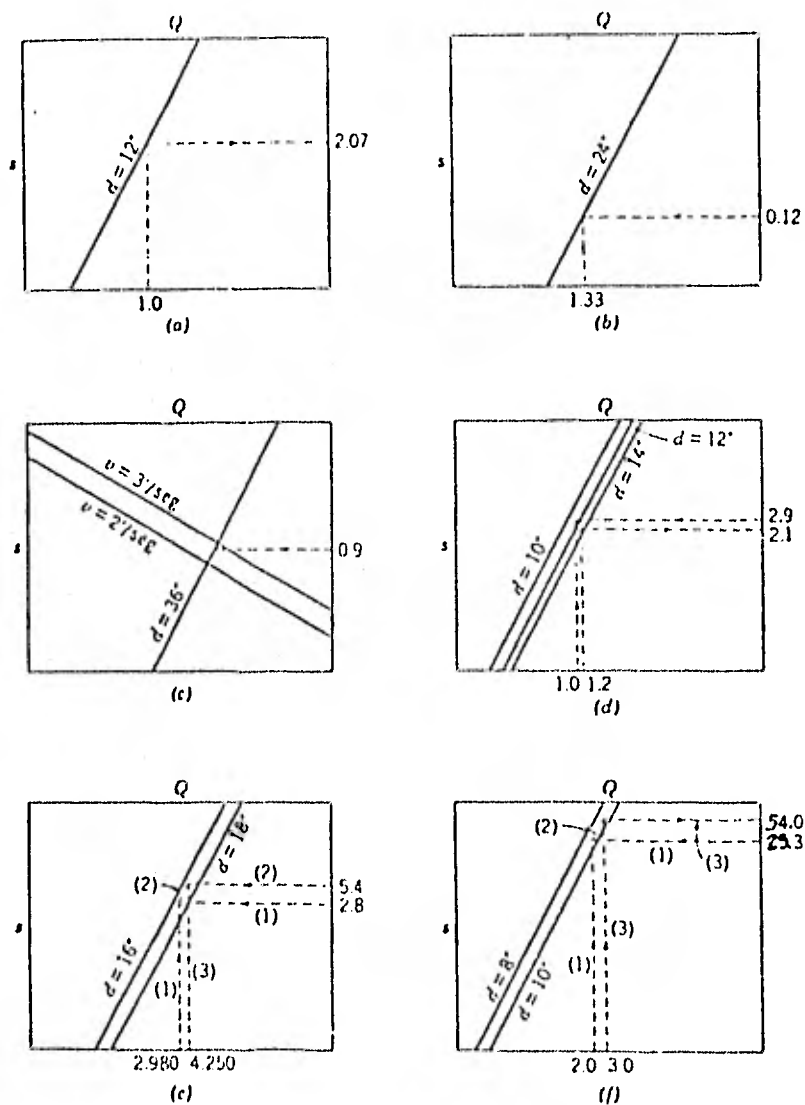 Q
s
d = 12"
2.07
1.0
(a)
Q
d = 24"
0.12
1.33
(b)
Q
v = 3'/sec
v = 2'/sec
s
d = 36"
0.9
(c)
Q
d = 12"
d = 14"
d = 10"
s
2.9
2.1
1.0 1.2
(d)
Q
d = 18"
(2)
(2)
5.4
(1)
2.8
s
d = 16"
(1)
(3)
2.980 4.250
(e)
Q
(2)
54.0
(1)
(3)
s
d = 8"
d = 10"
(1)
(3)
2.0 3.0
(f)